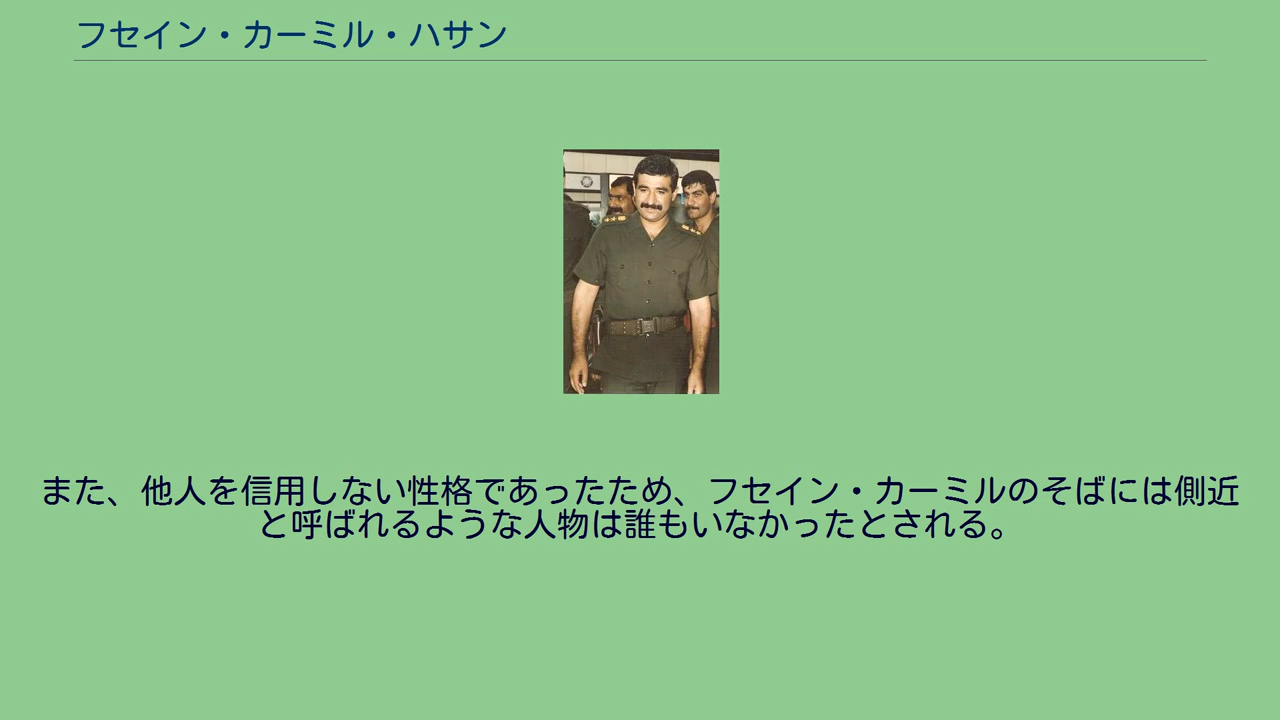 フセイン・カーミル・ハサン
また、他人を信用しない性格であったため、フセイン・カーミルのそばには側近
と呼ばれるような人物は誰もいなかったとされる。